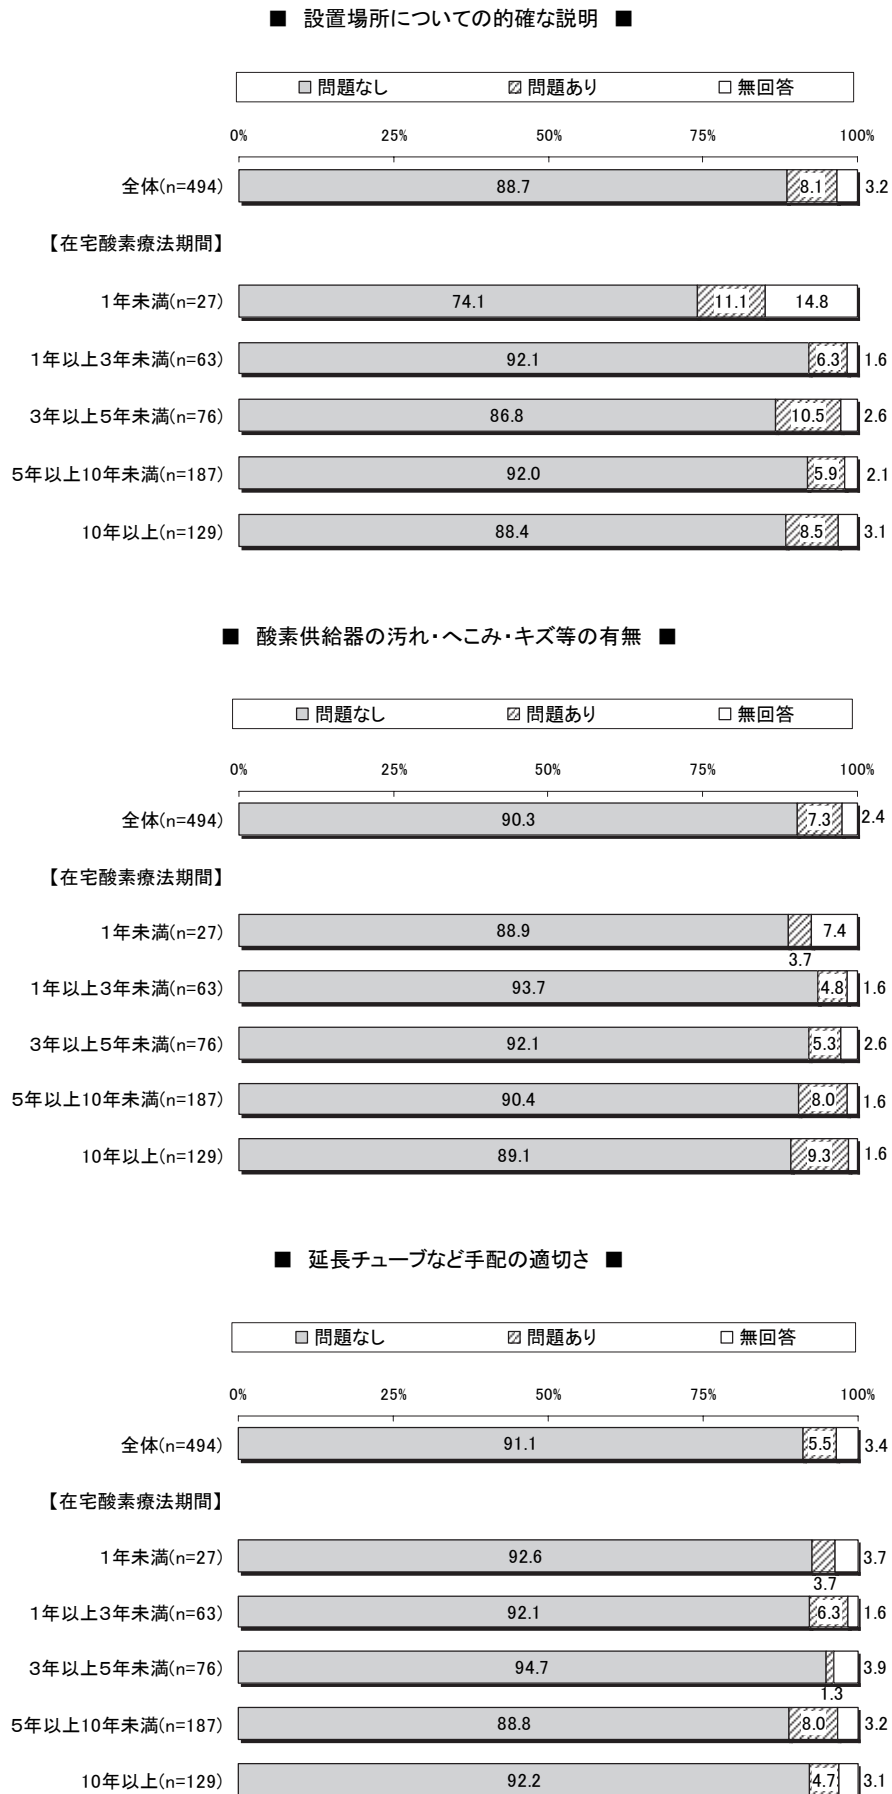 ■ 設置場所についての的確な説明 ■
問題なし 問題あり 無回答
0% 25% 50% 75% 100%
全体(n=494) 88.7 8.1 3.2
【在宅酸素療法期間】
1年未満(n=27) 74.1 11.1 14.8
1年以上3年未満(n=63) 92.1 6.3 1.6
3年以上5年未満(n=76) 86.8 10.5 2.6
5年以上10年未満(n=187) 92.0 5.9 2.1
10年以上(n=129) 88.4 8.5 3.1
■ 酸素供給器の汚れ・へこみ・キズ等の有無 ■
問題なし 問題あり 無回答
0% 25% 50% 75% 100%
全体(n=494) 90.3 7.3 2.4
【在宅酸素療法期間】
1年未満(n=27) 88.9 7.4
3.7
1年以上3年未満(n=63) 93.7 4.8 1.6
3年以上5年未満(n=76) 92.1 5.3 2.6
5年以上10年未満(n=187) 90.4 8.0 1.6
10年以上(n=129) 89.1 9.3 1.6
■ 延長チューブなど手配の適切さ ■
問題なし 問題あり 無回答
0% 25% 50% 75% 100%
全体(n=494) 91.1 5.5 3.4
【在宅酸素療法期間】
1年未満(n=27) 92.6 3.7
3.7
1年以上3年未満(n=63) 92.1 6.3 1.6
3年以上5年未満(n=76) 94.7 3.9
1.3
5年以上10年未満(n=187) 88.8 8.0 3.2
10年以上(n=129) 92.2 4.7 3.1